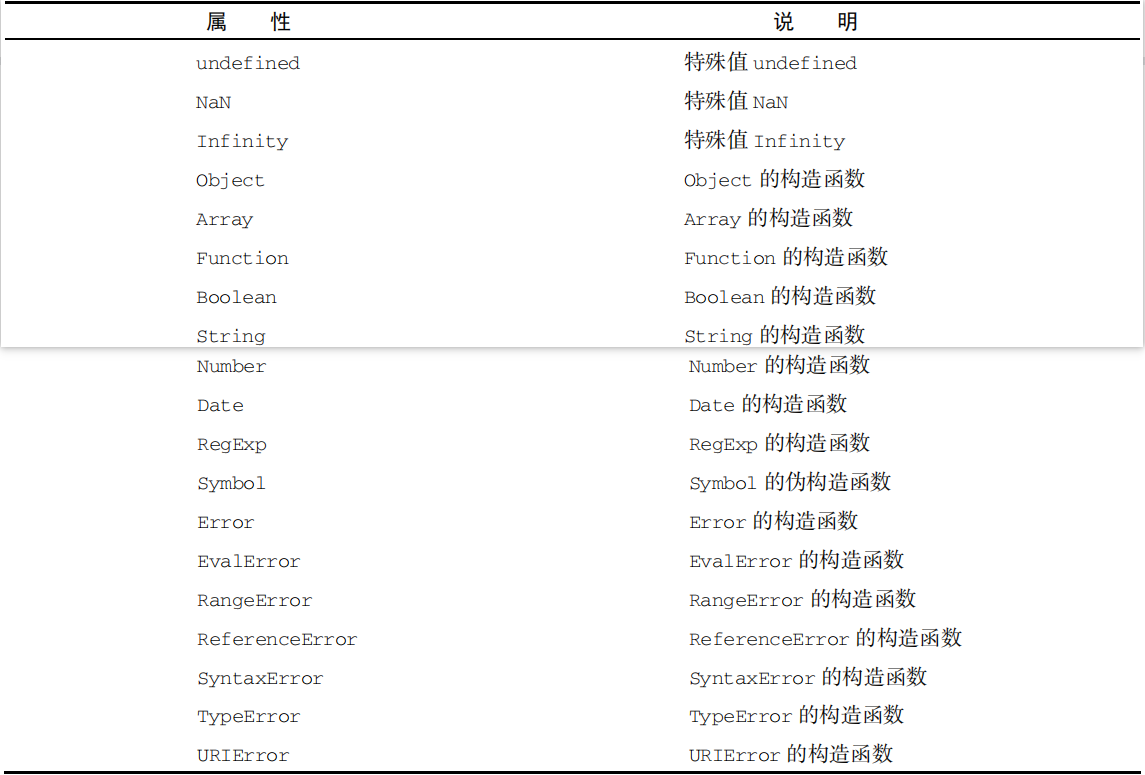 属 性 说 明
undefined 特殊值 undefined
NaN 特殊值 NaN
Infinity 特殊值 Infinity
Object Object 的构造函数
Array Array 的构造函数
Function Function 的构造函数
Boolean Boolean 的构造函数
String String 的构造函数
Number Number 的构造函数
Date Date 的构造函数
RegExp RegExp 的构造函数
Symbol Symbol 的伪构造函数
Error Error 的构造函数
EvalError EvalError 的构造函数
RangeError RangeError 的构造函数
ReferenceError ReferenceError 的构造函数
SyntaxError SyntaxError 的构造函数
TypeError TypeError 的构造函数
URIError URIError 的构造函数